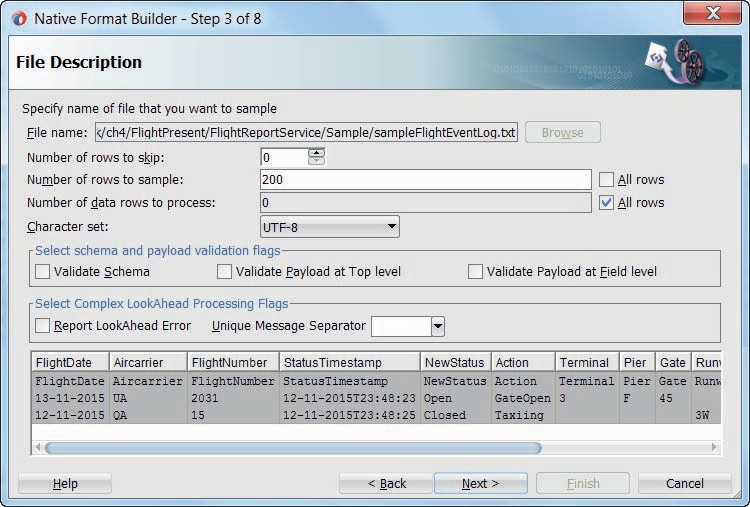 Native Format Builder - Step 3 of 8
File Description
Specify name of file that you want to sample
File name: k/ch4/FlightPresent/FlightReportService/Sample/sampleFlightEventLog.txt Browse
Number of rows to skip: 0
Number of rows to sample: 200 All rows
Number of data rows to process: 0 All rows
Character set: UTF-8
Select schema and payload validation flags
Validate Schema Validate Payload at Top level Validate Payload at Field level
Select Complex LookAhead Processing Flags
Report LookAhead Error Unique Message Separator
FlightDate Aircarrier FlightNumber StatusTimestamp NewStatus Action Terminal Pier Gate Runw
FlightDate Aircarrier FlightNumber StatusTimestamp NewStatus Action Terminal Pier Gate Runw
13-11-2015 UA 2031 12-11-2015T23:48:23 Open GateOpen 3 F 45
12-11-2015 QA 15 12-11-2015T23:48:25 Closed Taxiing 3W
Help < Back Next > Finish Cancel